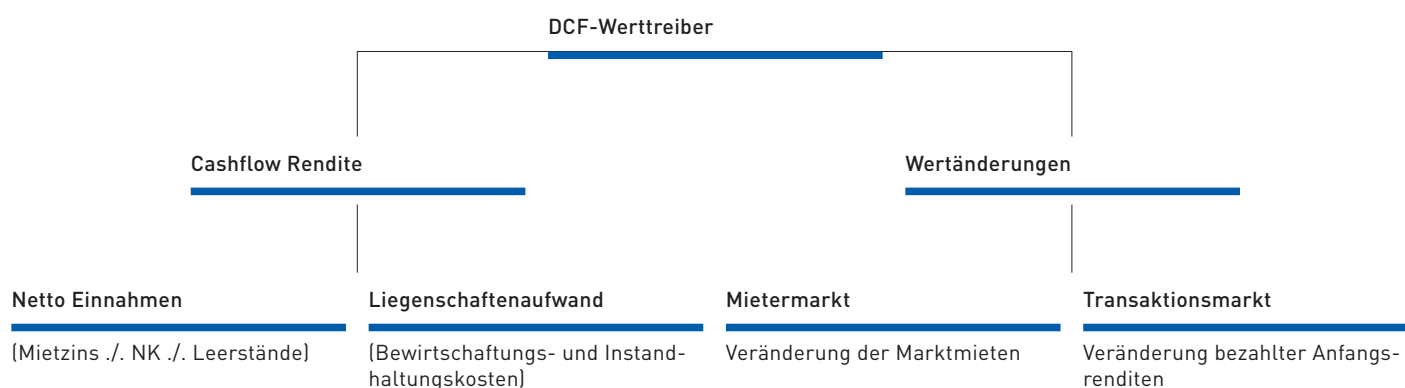 DCF-Werttreiber
Cashflow Rendite
Wertänderungen
Netto Einnahmen
(Mietzins ./. NK ./. Leerstände)
Liegenschaftenaufwand
(Bewirtschaftungs- und Instand-
haltungskosten)
Mietermarkt
Veränderung der Marktmieten
Transaktionsmarkt
Veränderung bezahlter Anfangs-
renditen